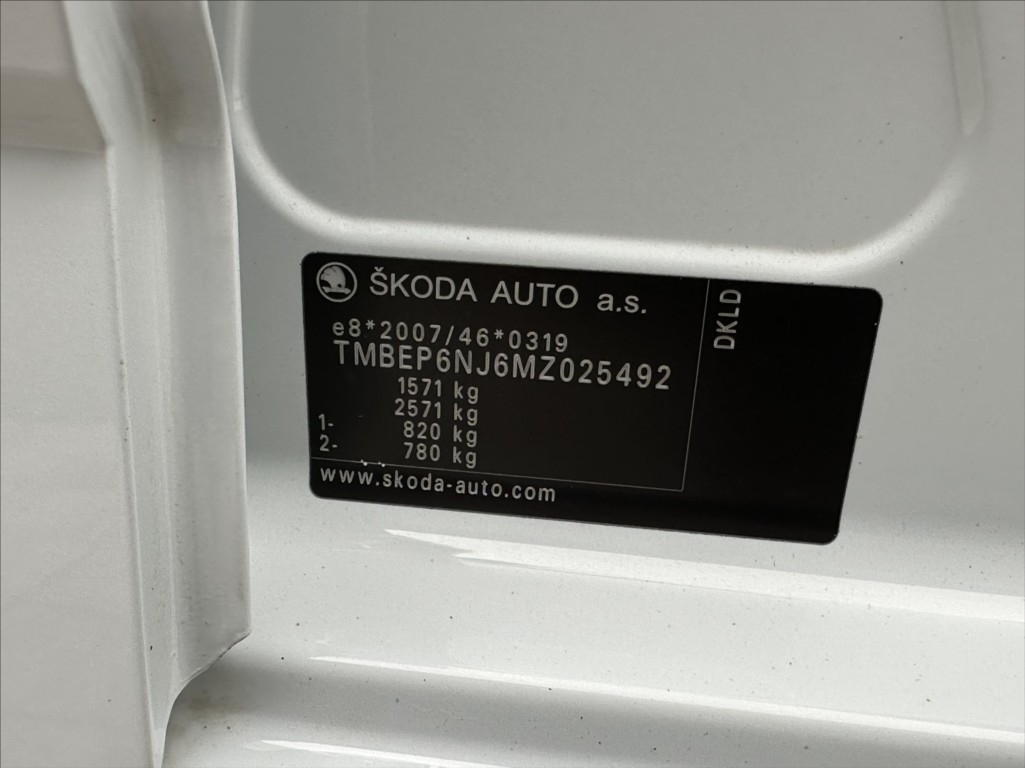 ŠKODA AUTO a.s.
e8*2007/46*0319
TMBEP6NJ6MZ025492
1571 kg
2571 kg
1- 820 kg
2- 780 kg
www.skoda-auto.com
DKLD